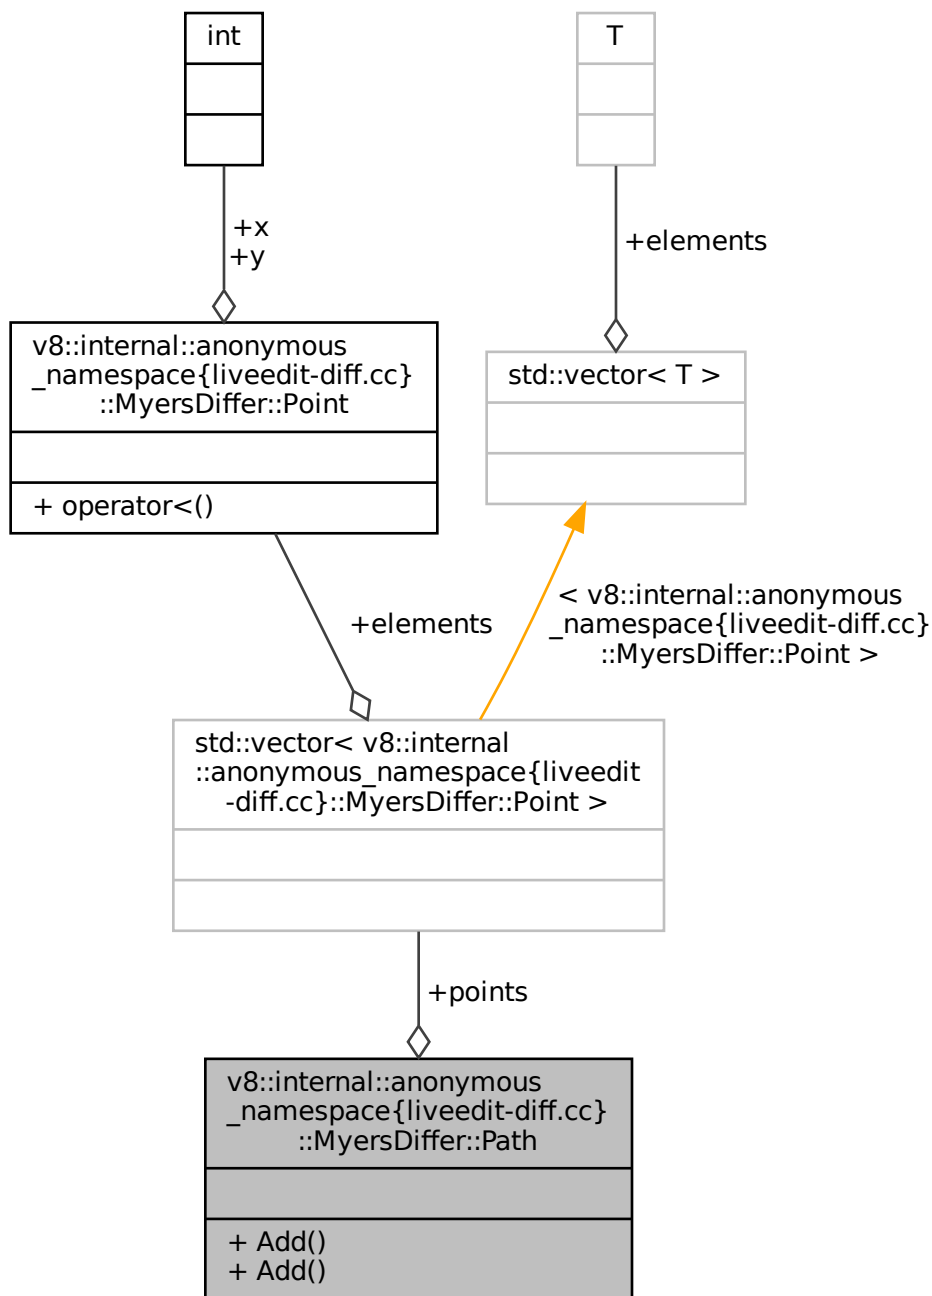 int
T
+x
+y
+elements
v8::internal::anonymous
_namespace{liveedit-diff.cc}
::MyersDiffer::Point
+ operator<()
std::vector< T >
+elements
< v8::internal::anonymous
_namespace{liveedit-diff.cc}
::MyersDiffer::Point >
std::vector< v8::internal
::anonymous_namespace{liveedit
-diff.cc}::MyersDiffer::Point >
+points
v8::internal::anonymous
_namespace{liveedit-diff.cc}
::MyersDiffer::Path
+ Add()
+ Add()